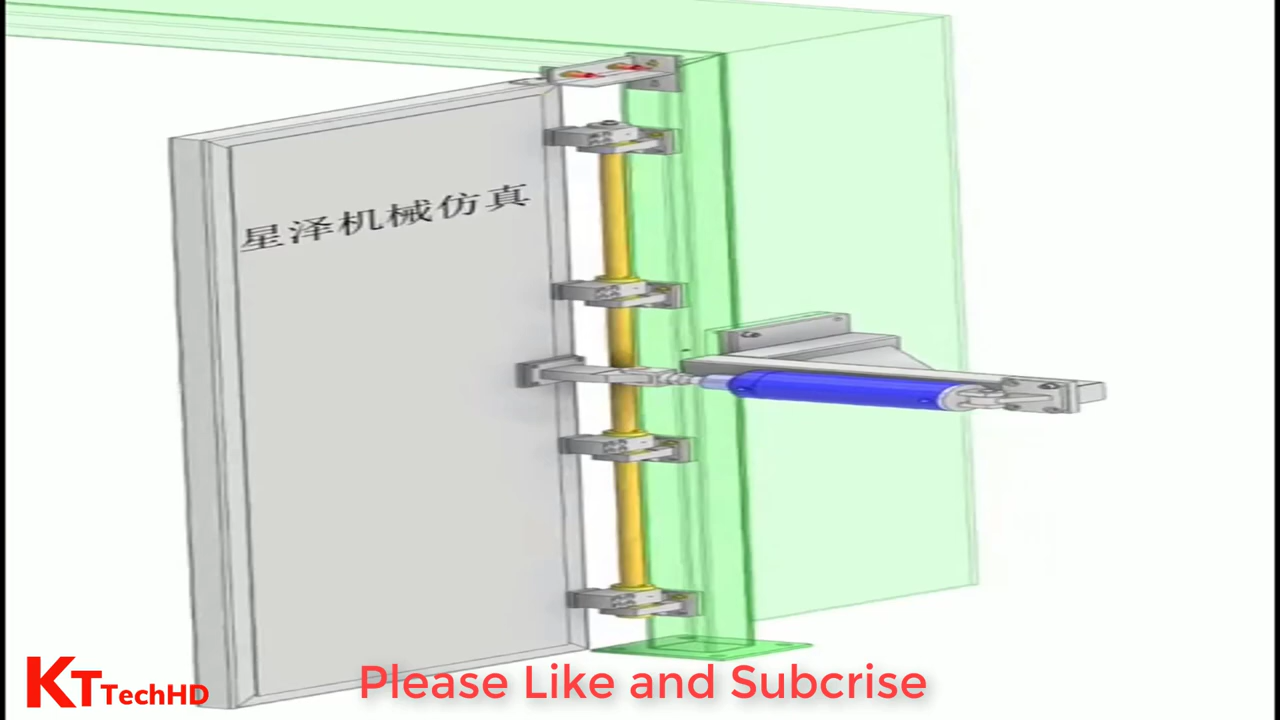 星泽机械仿真
KT TechHD
Please Like and Subcrise